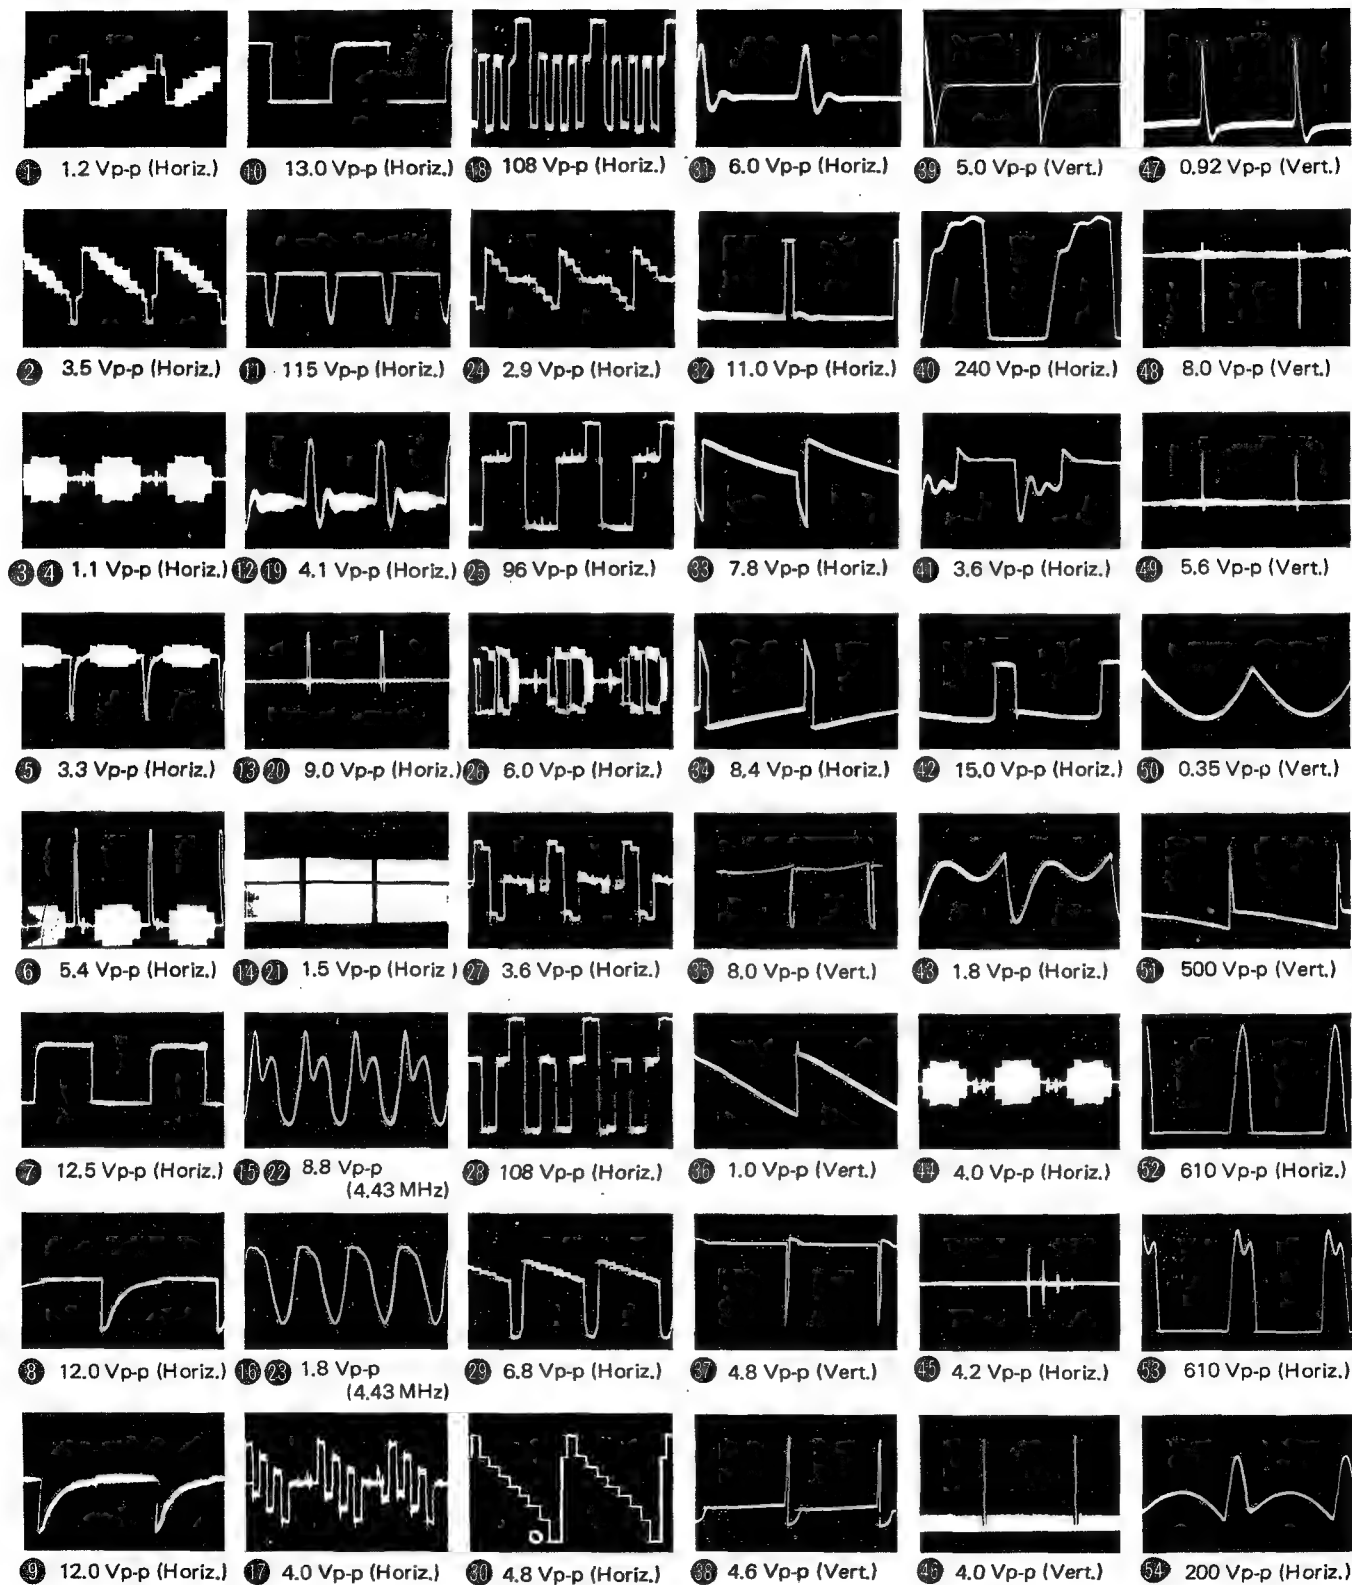 1 1.2 Vp-p (Horiz.)
10 13.0 Vp-p (Horiz.)
18 108 Vp-p (Horiz.)
31 6.0 Vp-p (Horiz.)
39 5.0 Vp-p (Vert.)
47 0.92 Vp-p (Vert.)
2 3.5 Vp-p (Horiz.)
11 115 Vp-p (Horiz.)
24 2.9 Vp-p (Horiz.)
32 11.0 Vp-p (Horiz.)
40 240 Vp-p (Horiz.)
48 8.0 Vp-p (Vert.)
3 4 1.1 Vp-p (Horiz.)
12 19 4.1 Vp-p (Horiz.)
25 96 Vp-p (Horiz.)
33 7.8 Vp-p (Horiz.)
41 3.6 Vp-p (Horiz.)
49 5.6 Vp-p (Vert.)
5 3.3 Vp-p (Horiz.)
13 20 9.0 Vp-p (Horiz.)
26 6.0 Vp-p (Horiz.)
34 8.4 Vp-p (Horiz.)
42 15.0 Vp-p (Horiz.)
50 0.35 Vp-p (Vert.)
6 5.4 Vp-p (Horiz.)
14 21 1.5 Vp-p (Horiz )
27 3.6 Vp-p (Horiz.)
35 8.0 Vp-p (Vert.)
43 1.8 Vp-p (Horiz.)
51 500 Vp-p (Vert.)
7 12.5 Vp-p (Horiz.)
15 22 8.8 Vp-p
(4.43 MHz)
28 108 Vp-p (Horiz.)
36 1.0 Vp-p (Vert.)
44 4.0 Vp-p (Horiz.)
52 610 Vp-p (Horiz.)
8 12.0 Vp-p (Horiz.)
16 23 1.8 Vp-p
(4.43 MHz)
29 6.8 Vp-p (Horiz.)
37 4.8 Vp-p (Vert.)
45 4.2 Vp-p (Horiz.)
53 610 Vp-p (Horiz.)
9 12.0 Vp-p (Horiz.)
17 4.0 Vp-p (Horiz.)
30 4.8 Vp-p (Horiz.)
38 4.6 Vp-p (Vert.)
46 4.0 Vp-p (Vert.)
54 200 Vp-p (Horiz.)